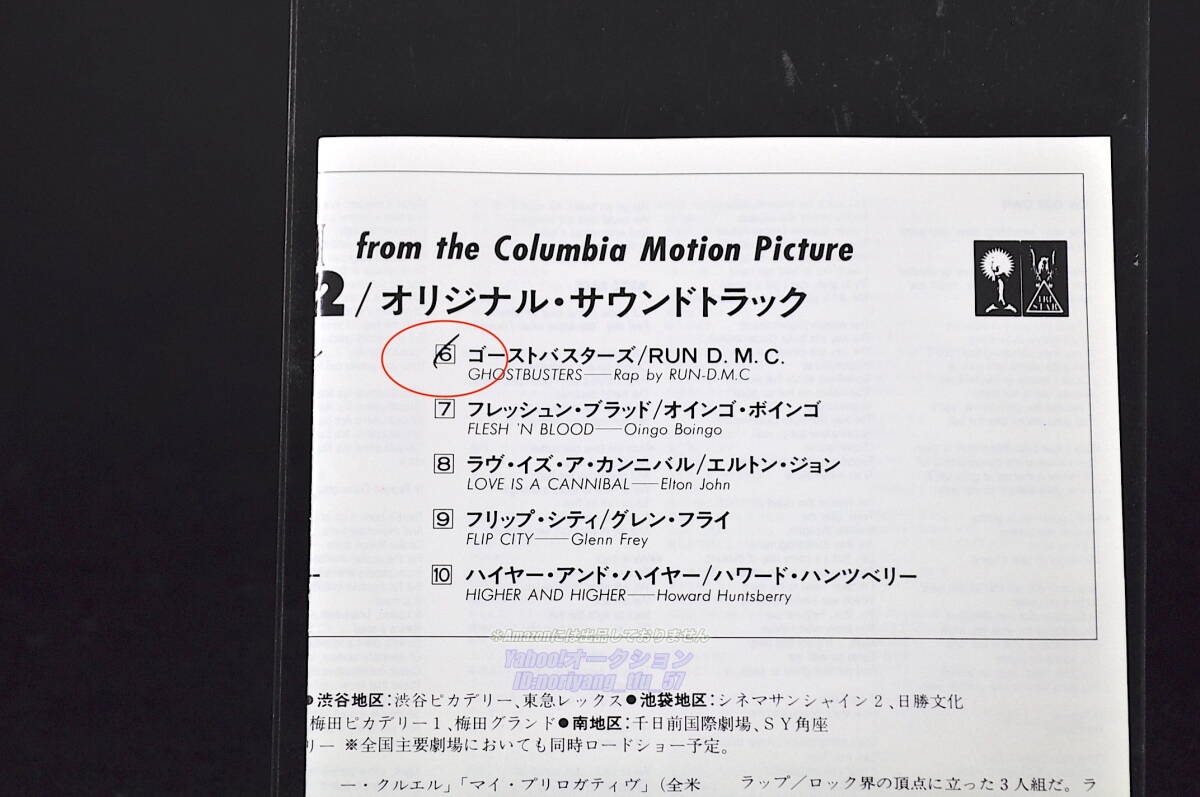 from the Columbia Motion Picture
2/オリジナル・サウンドトラック
TRI STAR
6 ゴーストバスターズ/RUN D.M.C.
GHOSTBUSTERS——Rap by RUN-D.M.C
7 フレッシュン・ブラッド/オインゴ・ボインゴ
FLESH 'N BLOOD——Oingo Boingo
8 ラヴ・イズ・ア・カンニバル/エルトン・ジョン
LOVE IS A CANNIBAL——Elton John
9 フリップ・シティ/グレン・フライ
FLIP CITY——Glenn Frey
10 ハイヤー・アンド・ハイヤー/ハワード・ハンツベリー
HIGHER AND HIGHER——Howard Huntsberry
※Amazonには出品しておりません
Yahoo!オークション
ID:noriyang_tfu_57
●渋谷地区:渋谷ピカデリー、東急レックス●池袋地区:シネマサンシャイン2、日勝文化
梅田ピカデリー1、梅田グランド●南地区:千日前国際劇場、SY角座
リー ※全国主要劇場においても同時ロードショー予定。
ー・クルエル」「マイ・プリロガティヴ」(全米
ラップ/ロック界の頂点に立った3人組だ。ラ